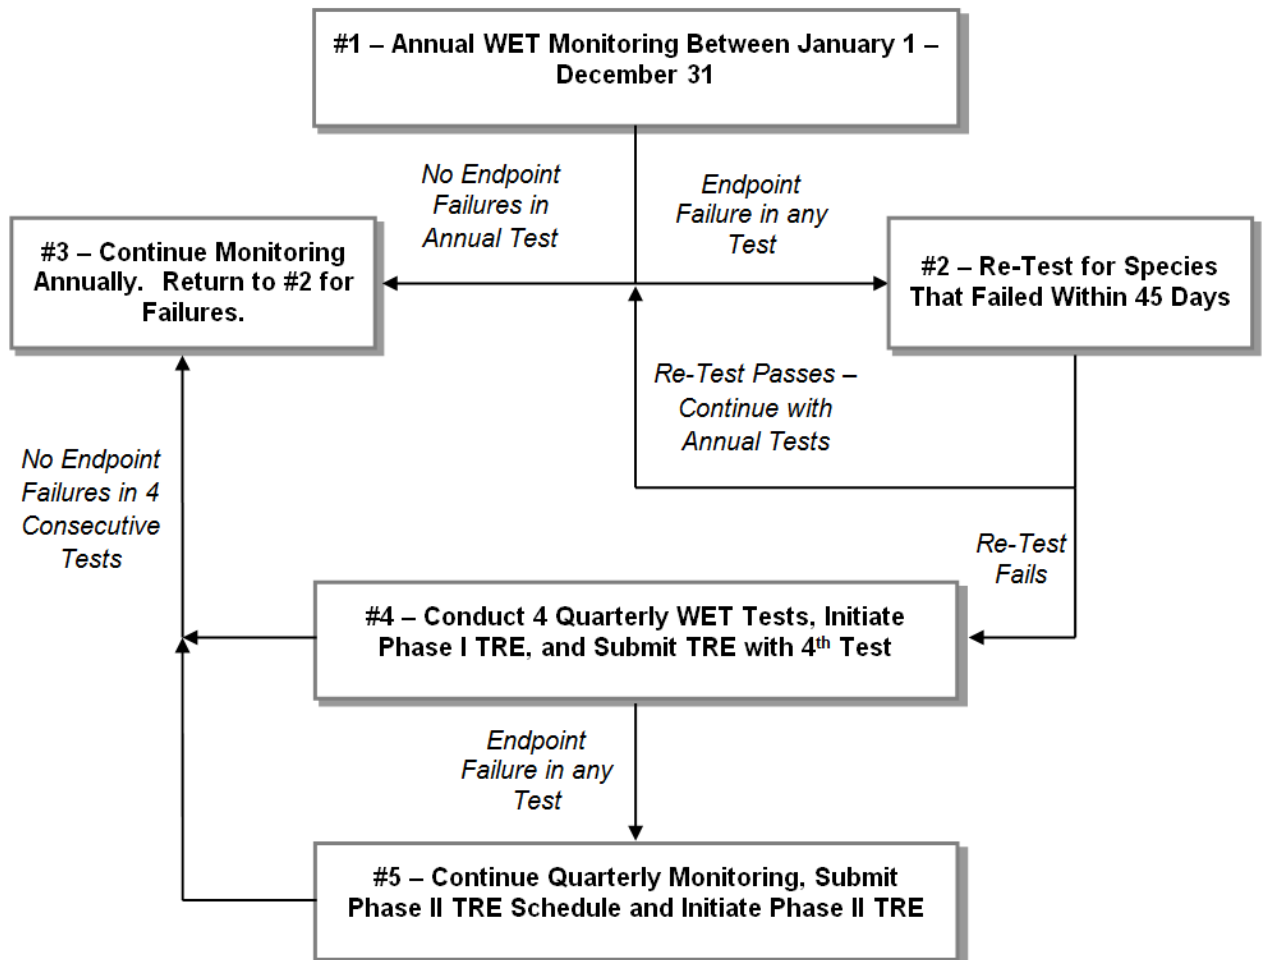 #1 – Annual WET Monitoring Between January 1 –
December 31
No Endpoint
Failures in
Annual Test
Endpoint
Failure in any
Test
#3 – Continue Monitoring
Annually.  Return to #2 for
Failures.
#2 – Re-Test for Species
That Failed Within 45 Days
Re-Test Passes –
Continue with
Annual Tests
No Endpoint
Failures in 4
Consecutive
Tests
Re-Test
Fails
#4 – Conduct 4 Quarterly WET Tests, Initiate
Phase I TRE, and Submit TRE with 4th Test
Endpoint
Failure in any
Test
#5 – Continue Quarterly Monitoring, Submit
Phase II TRE Schedule and Initiate Phase II TRE